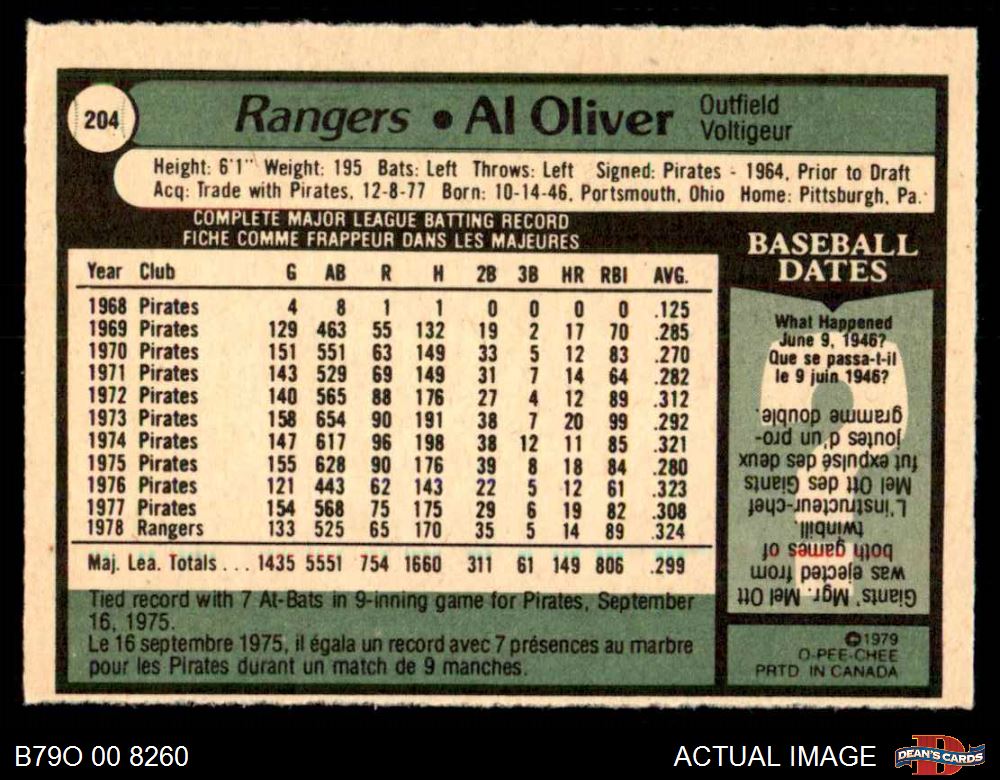 204
Rangers • Al Oliver
Outfield
Voltigeur
Height: 6'1" Weight: 195 Bats: Left Throws: Left Signed: Pirates - 1964, Prior to Draft
Acq: Trade with Pirates, 12-8-77 Born: 10-14-46, Portsmouth, Ohio Home: Pittsburgh, Pa.
COMPLETE MAJOR LEAGUE BATTING RECORD
FICHE COMME FRAPPEUR DANS LES MAJEURES
Year Club G AB R H 2B 3B HR RBI AVG.
1968 Pirates 4 8 1 1 0 0 0 0 .125
1969 Pirates 129 463 55 132 19 2 17 70 .285
1970 Pirates 151 551 63 149 33 5 12 83 .270
1971 Pirates 143 529 69 149 31 7 14 64 .282
1972 Pirates 140 565 88 176 27 4 12 89 .312
1973 Pirates 158 654 90 191 38 7 20 99 .292
1974 Pirates 147 617 96 198 38 12 11 85 .321
1975 Pirates 155 628 90 176 39 8 18 84 .280
1976 Pirates 121 443 62 143 22 5 12 61 .323
1977 Pirates 154 568 75 175 29 6 19 82 .308
1978 Rangers 133 525 65 170 35 5 14 89 .324
Maj. Lea. Totals . . . 1435 5551 754 1660 311 61 149 806 .299
Tied record with 7 At-Bats in 9-inning game for Pirates, September
16, 1975.
Le 16 septembre 1975, il égala un record avec 7 présences au marbre
pour les Pirates durant un match de 9 manches.
BASEBALL
DATES
What Happened
June 9, 1946?
Que se passa-t-il
le 9 juin 1946?
Giants' Mgr. Mel Ott
was ejected from
both games of
twinbill.
L'instructeur-chef
Mel Ott des Giants
fut expulsé des deux
joutes d'un pro-
gramme double.
©1979
O-PEE-CHEE
PRTD IN CANADA
B79O 00 8260
ACTUAL IMAGE
DEAN'S CARDS